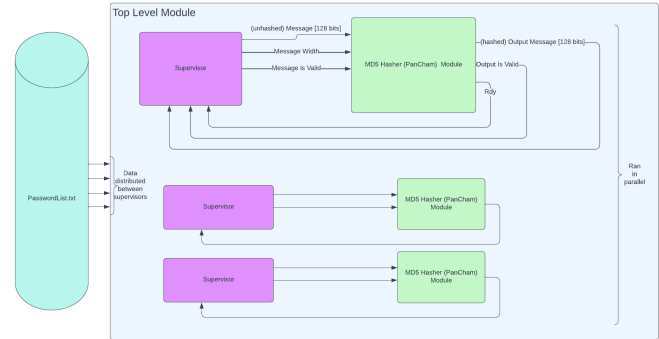 Top Level Module
(unhashed) Message [128 bits]
Message Width
Message is Valid
Supervisor
MD5 Hasher (PanCham) Module
(hashed) Output Message [128 bits]
Output Is Valid
Rdy
PasswordList.txt
Data
distributed
between
supervisors
Ran
in
parallel
Supervisor
MD5 Hasher (PanCham)
Module
Supervisor
MD5 Hasher (PanCham)
Module